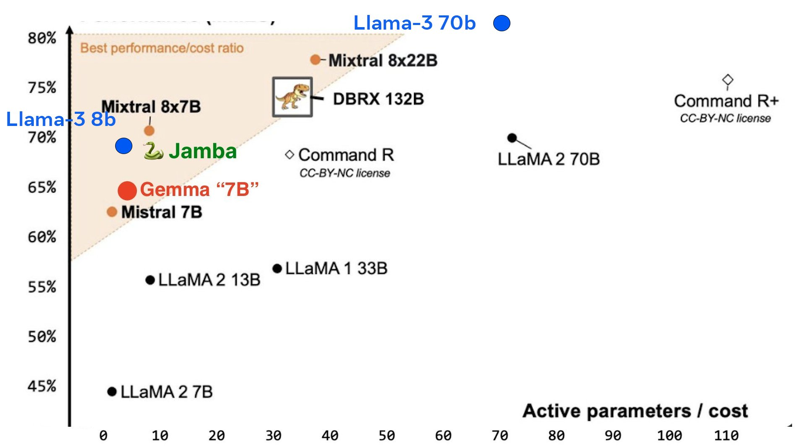 Llama-3 70b
80%
Best performance/cost ratio
Mixtral 8x22B
75%
DBRX 132B
Mixtral 8x7B
Command R+
CC-BY-NC license
Llama-3 8b
70%
Jamba
Command R
CC-BY-NC license
LLaMA 2 70B
65%
Gemma “7B”
Mistral 7B
60%
LLaMA 1 33B
LLaMA 2 13B
55%
50%
45%
LLaMA 2 7B
Active parameters / cost
0 10 20 30 40 50 60 70 80 90 100 110